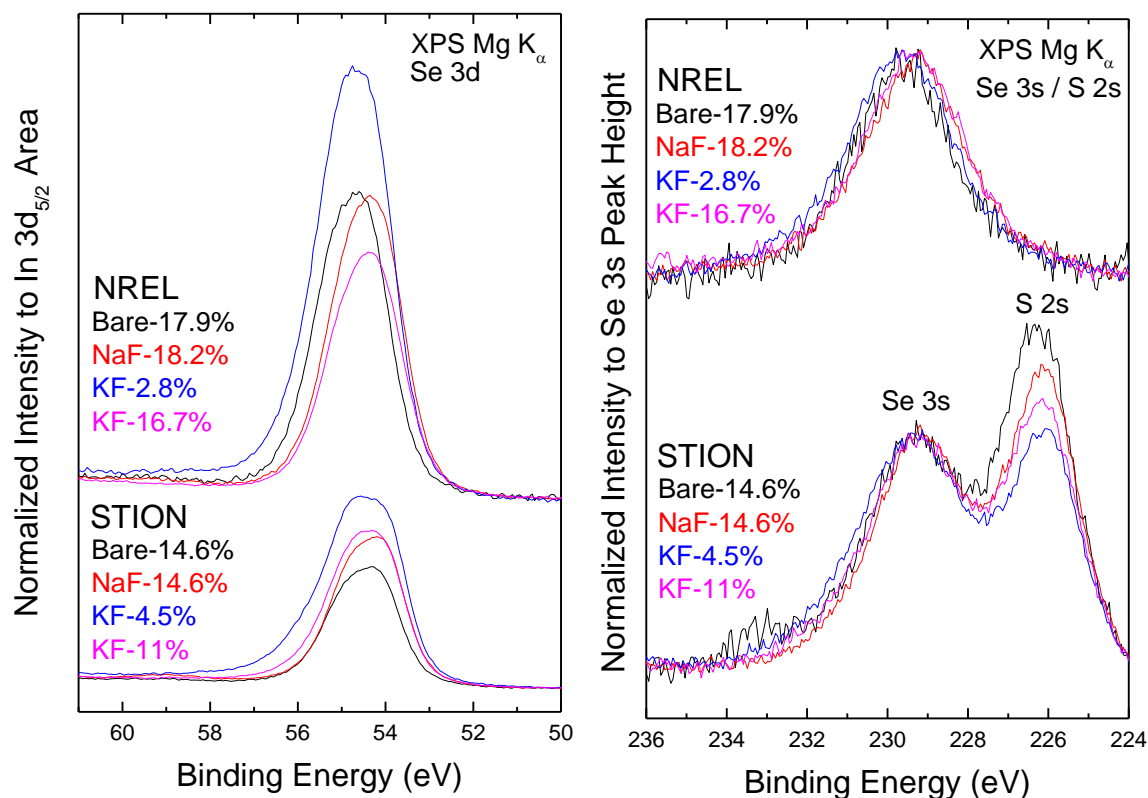 XPS Mg Kα
Se 3d
NREL
Bare-17.9%
NaF-18.2%
KF-2.8%
KF-16.7%
STION
Bare-14.6%
NaF-14.6%
KF-4.5%
KF-11%
Normalized Intensity to In 3d5/2 Area
60 58 56 54 52 50
Binding Energy (eV)
XPS Mg Kα
Se 3s / S 2s
NREL
Bare-17.9%
NaF-18.2%
KF-2.8%
KF-16.7%
S 2s
Se 3s
STION
Bare-14.6%
NaF-14.6%
KF-4.5%
KF-11%
Normalized Intensity to Se 3s Peak Height
236 234 232 230 228 226 224
Binding Energy (eV)